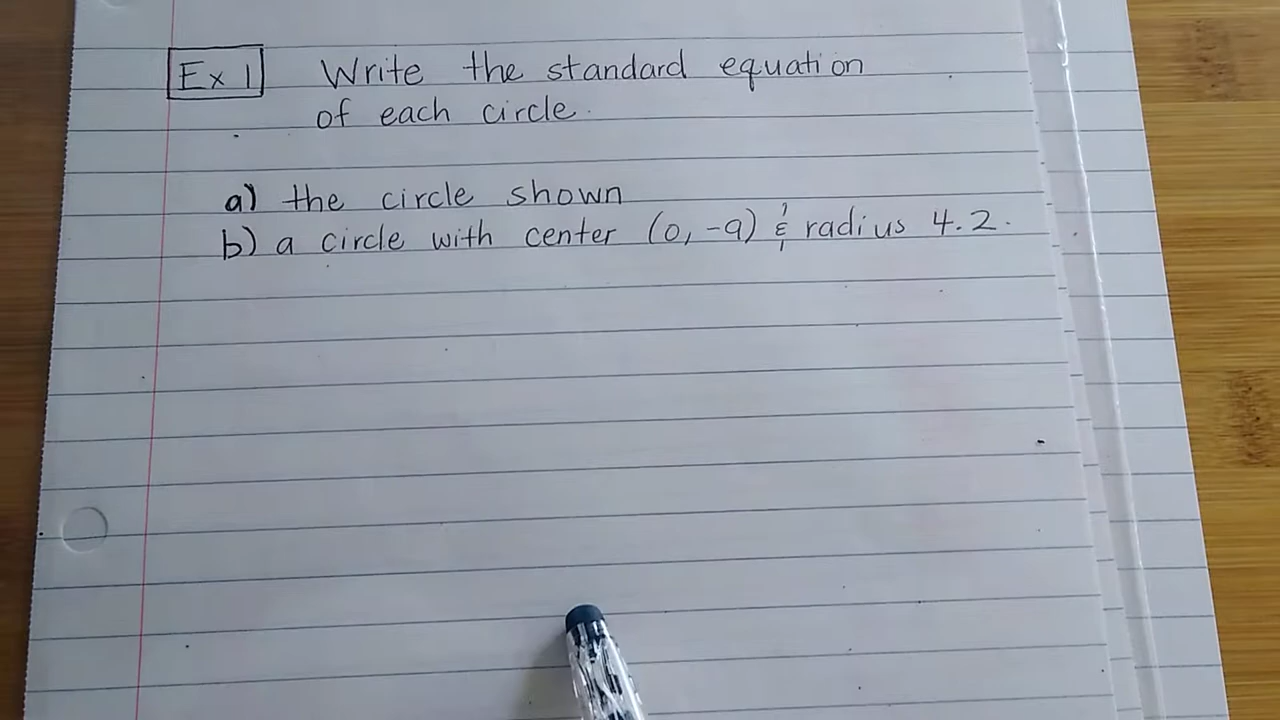 Ex 1 Write the standard equation
of each circle.
a) the circle shown
b) a circle with center (0, -9) & radius 4.2.